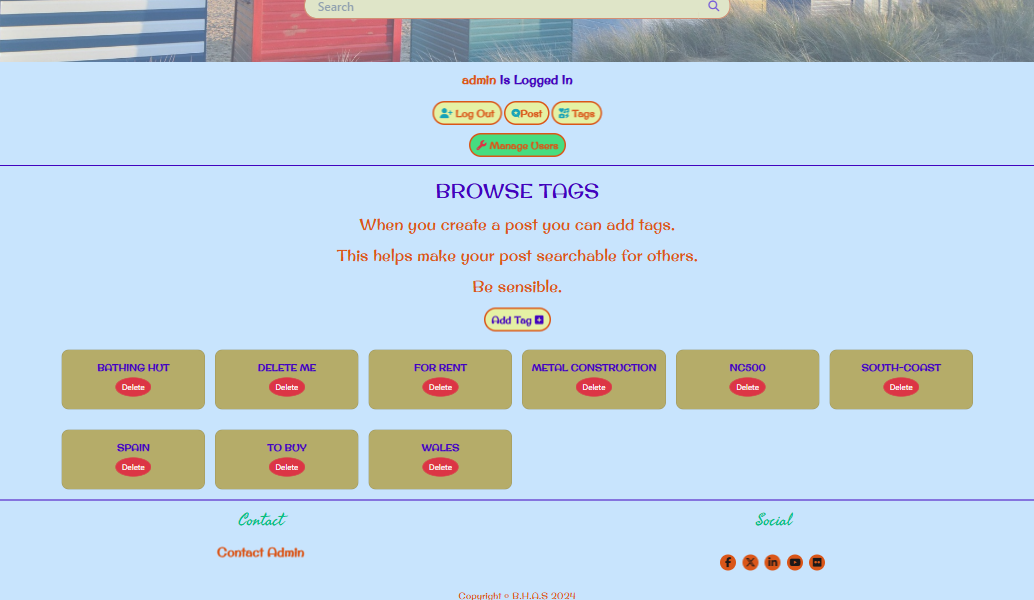 Search
admin Is Logged In
Log Out Post Tags
Manage Users
BROWSE TAGS
When you create a post you can add tags.
This helps make your post searchable for others.
Be sensible.
Add Tag
BATHING HUT DELETE ME FOR RENT METAL CONSTRUCTION NC500 SOUTH-COAST
Delete Delete Delete Delete Delete Delete
SPAIN TO BUY WALES
Delete Delete Delete
Contact Social
Contact Admin
Copyright © B.H.A.S 2024